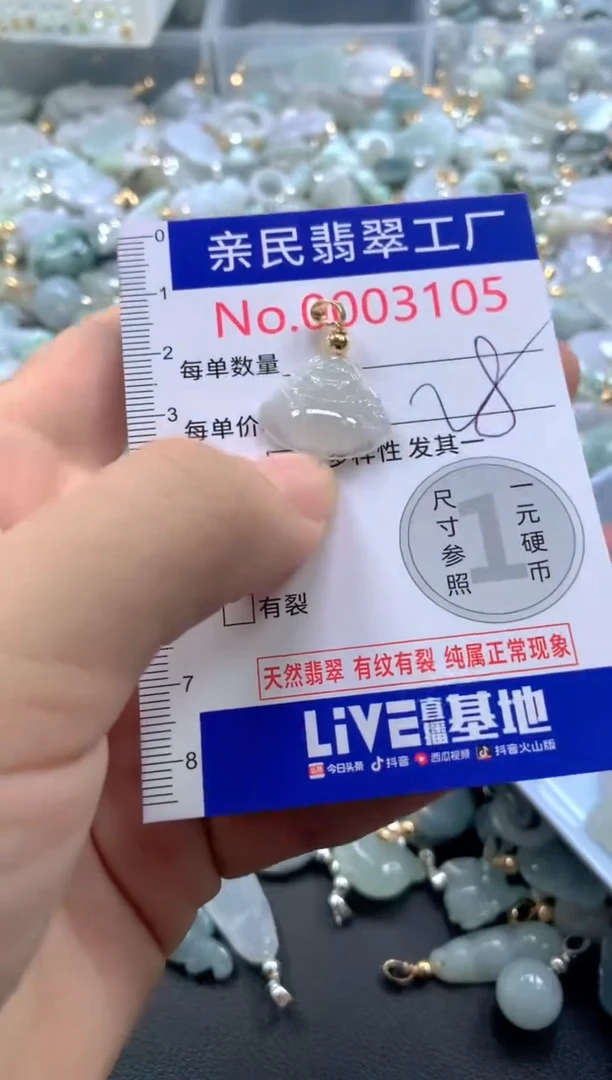 亲民翡翠工厂
No.0003105
每单数量
每单价
28
多样性 发其一
尺寸参照
1
一元硬币
有裂
天然翡翠 有纹有裂 纯属正常现象
LiVE直播基地
今日头条 抖音 西瓜视频 抖音火山版
0
1
2
3
7
8